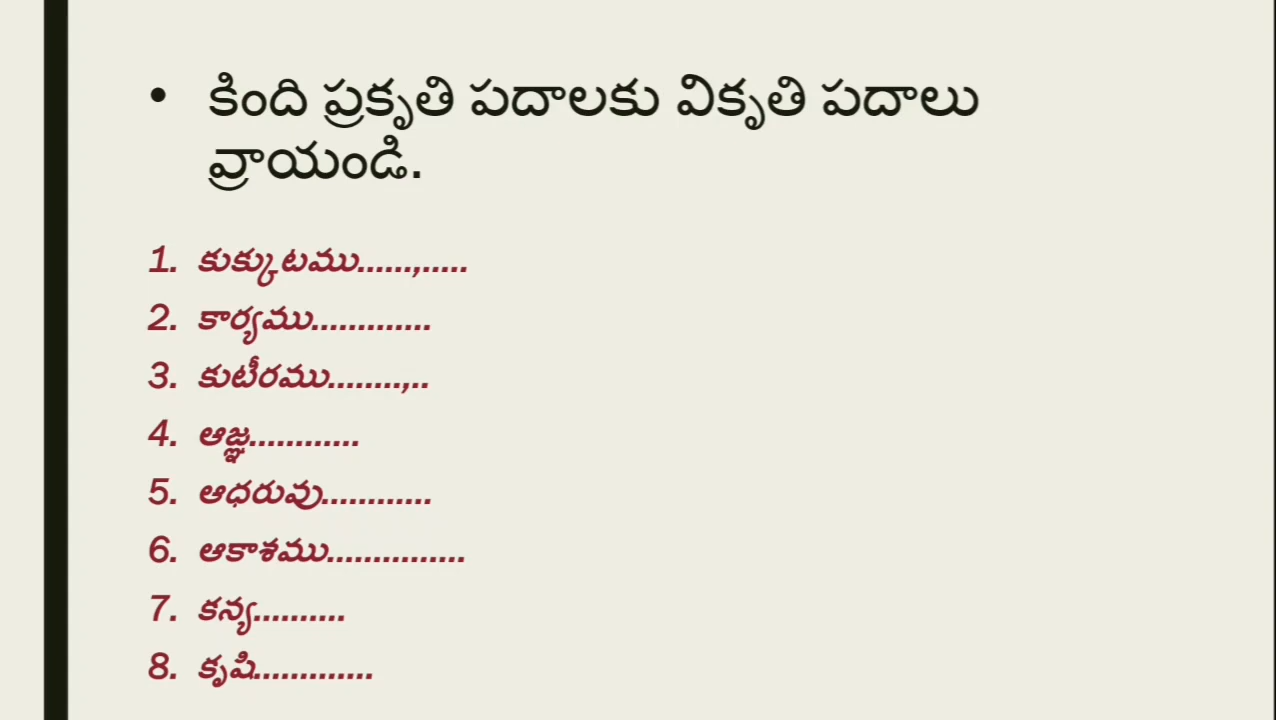 • కింది ప్రకృతి పదాలకు వికృతి పదాలు
వ్రాయండి.
1. కుక్కుటము......,.....
2. కార్యము.............
3. కుటీరము........,..
4. ఆజ్ఞ............
5. ఆధరువు............
6. ఆకాశము...............
7. కన్య..........
8. కృషి.............